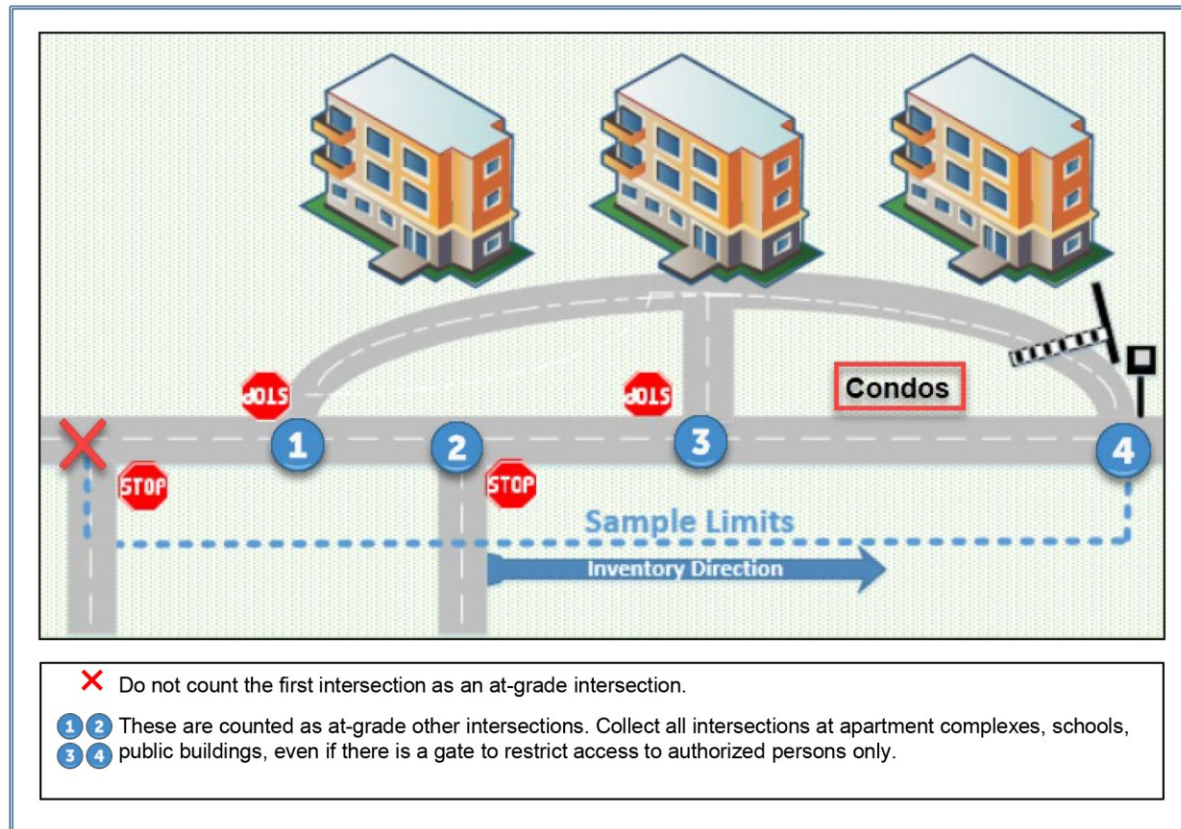 STOP
STOP
Condos
1
2
3
4
STOP
STOP
Sample Limits
Inventory Direction
Do not count the first intersection as an at-grade intersection.
1 2 These are counted as at-grade other intersections. Collect all intersections at apartment complexes, schools,
3 4 public buildings, even if there is a gate to restrict access to authorized persons only.